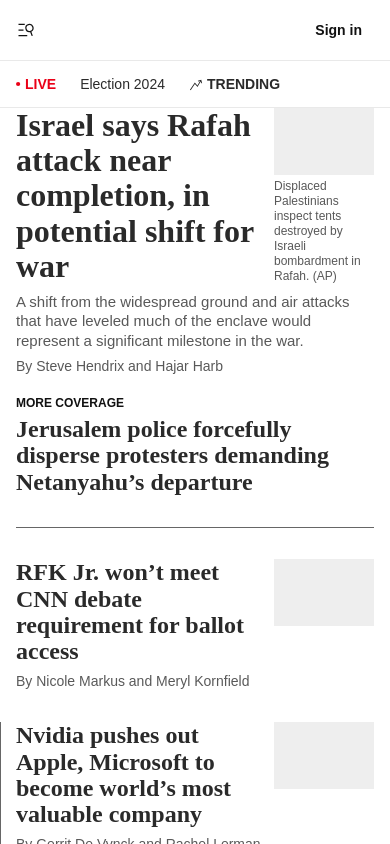 Sign in
LIVE
Election 2024
TRENDING
Israel says Rafah
attack near
completion, in
potential shift for
war
Displaced
Palestinians
inspect tents
destroyed by
Israeli
bombardment in
Rafah. (AP)
A shift from the widespread ground and air attacks
that have leveled much of the enclave would
represent a significant milestone in the war.
By Steve Hendrix and Hajar Harb
MORE COVERAGE
Jerusalem police forcefully
disperse protesters demanding
Netanyahu’s departure
RFK Jr. won’t meet
CNN debate
requirement for ballot
access
By Nicole Markus and Meryl Kornfield
Nvidia pushes out
Apple, Microsoft to
become world’s most
valuable company
By Gerrit De Vynck and Rachel Lerman